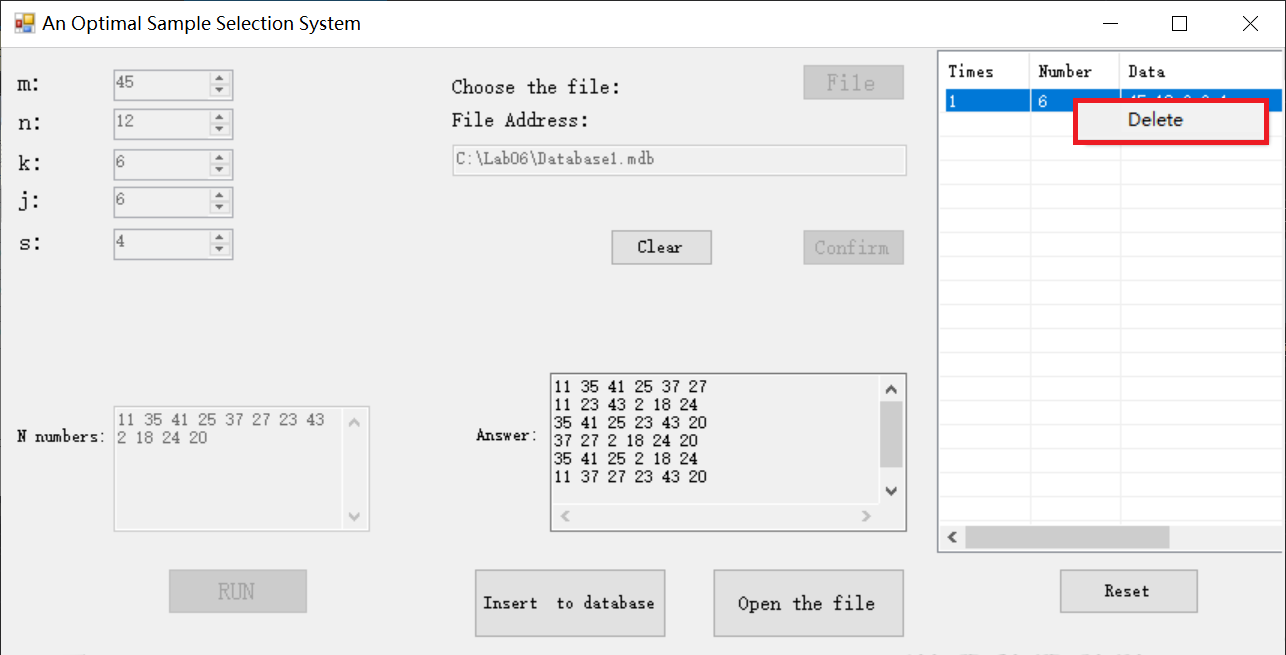 An Optimal Sample Selection System
m: 45
n: 12
k: 6
j: 6
s: 4
Choose the file: File
File Address:
C:\Lab06\Database1.mdb
Clear Confirm
N numbers:
11 35 41 25 37 27 23 43
2 18 24 20
Answer:
11 35 41 25 37 27
11 23 43 2 18 24
35 41 25 23 43 20
37 27 2 18 24 20
35 41 25 2 18 24
11 37 27 23 43 20
RUN
Insert to database
Open the file
Times Number Data
1 6
Delete
Reset